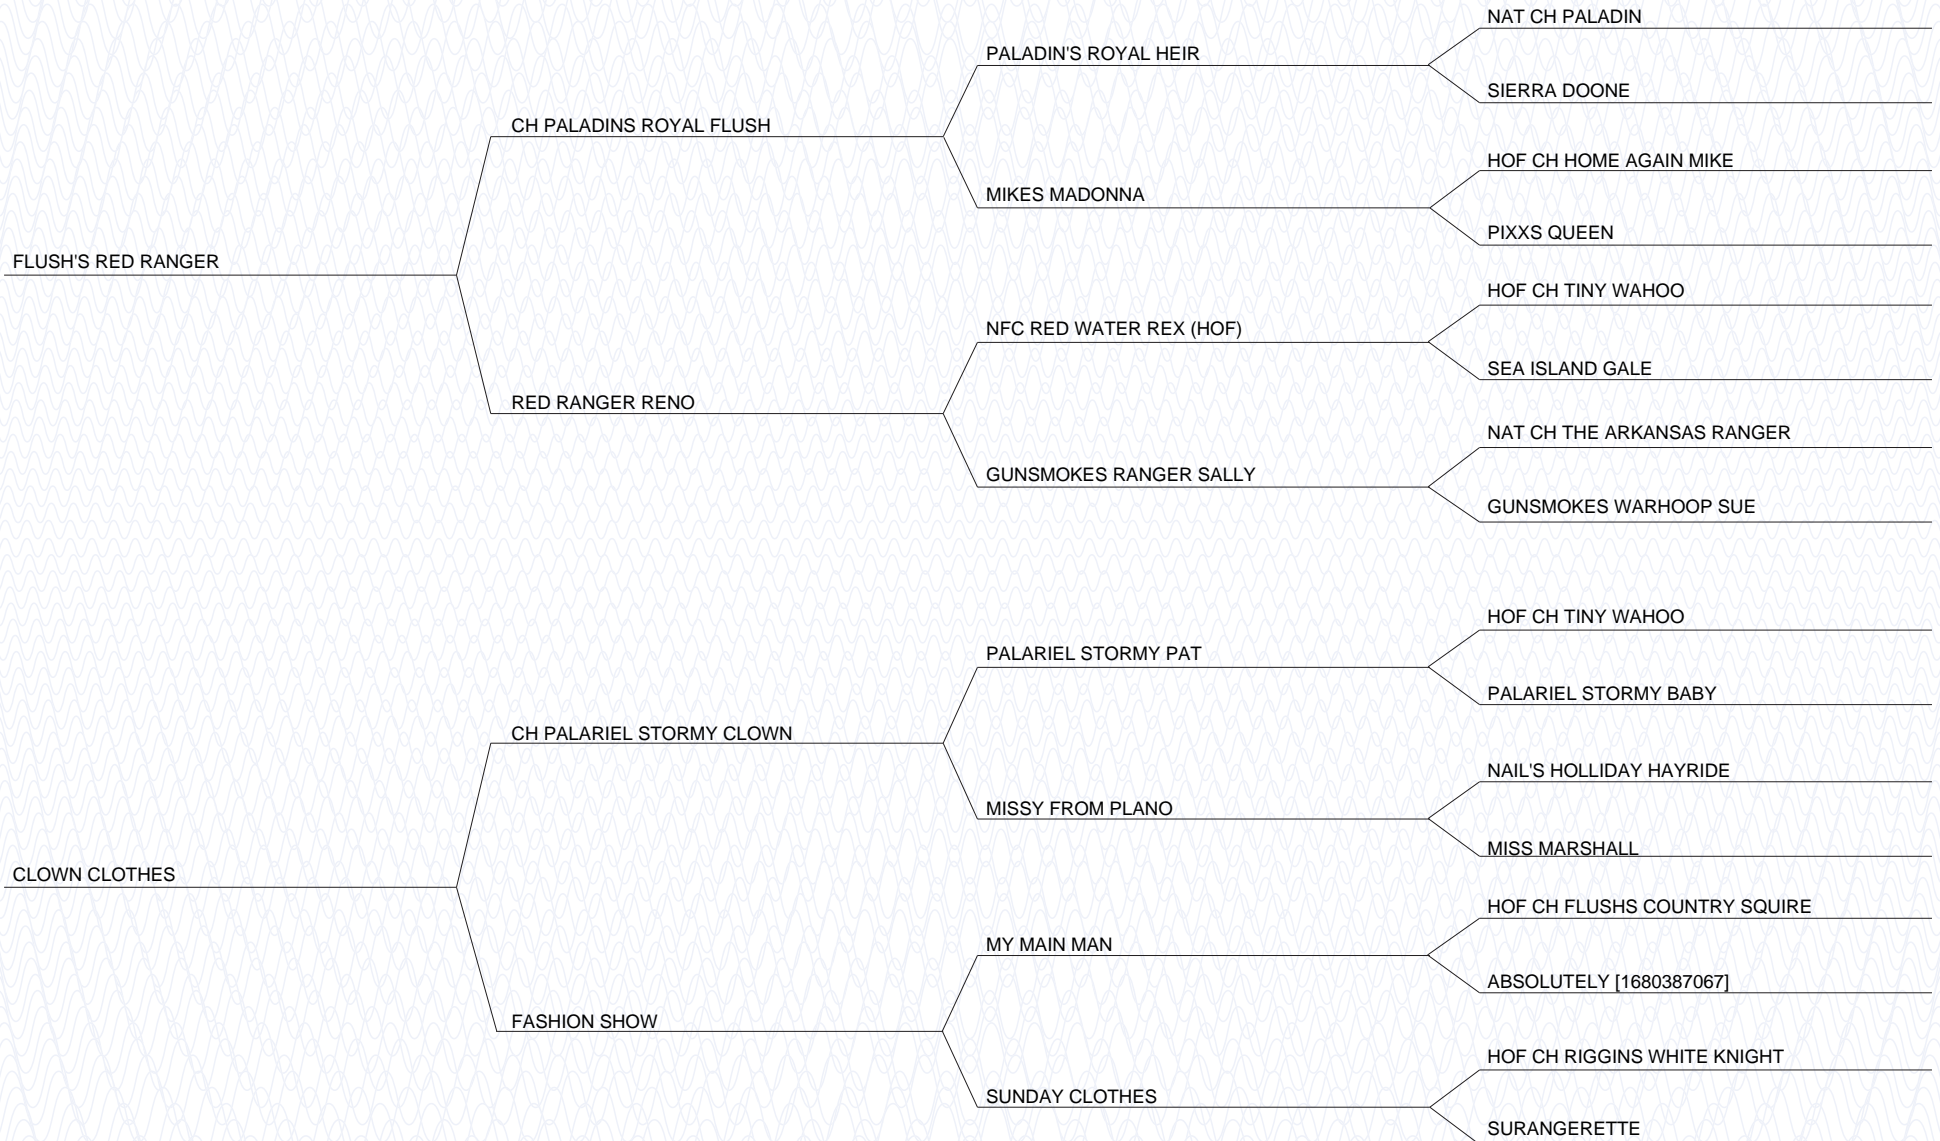 NAT CH PALADIN
PALADIN'S ROYAL HEIR
SIERRA DOONE
CH PALADINS ROYAL FLUSH
HOF CH HOME AGAIN MIKE
MIKES MADONNA
PIXXS QUEEN
FLUSH'S RED RANGER
HOF CH TINY WAHOO
NFC RED WATER REX (HOF)
SEA ISLAND GALE
RED RANGER RENO
NAT CH THE ARKANSAS RANGER
GUNSMOKES RANGER SALLY
GUNSMOKES WARHOOP SUE
HOF CH TINY WAHOO
PALARIEL STORMY PAT
PALARIEL STORMY BABY
CH PALARIEL STORMY CLOWN
NAIL'S HOLLIDAY HAYRIDE
MISSY FROM PLANO
MISS MARSHALL
CLOWN CLOTHES
HOF CH FLUSHS COUNTRY SQUIRE
MY MAIN MAN
ABSOLUTELY [1680387067]
FASHION SHOW
HOF CH RIGGINS WHITE KNIGHT
SUNDAY CLOTHES
SURANGERETTE